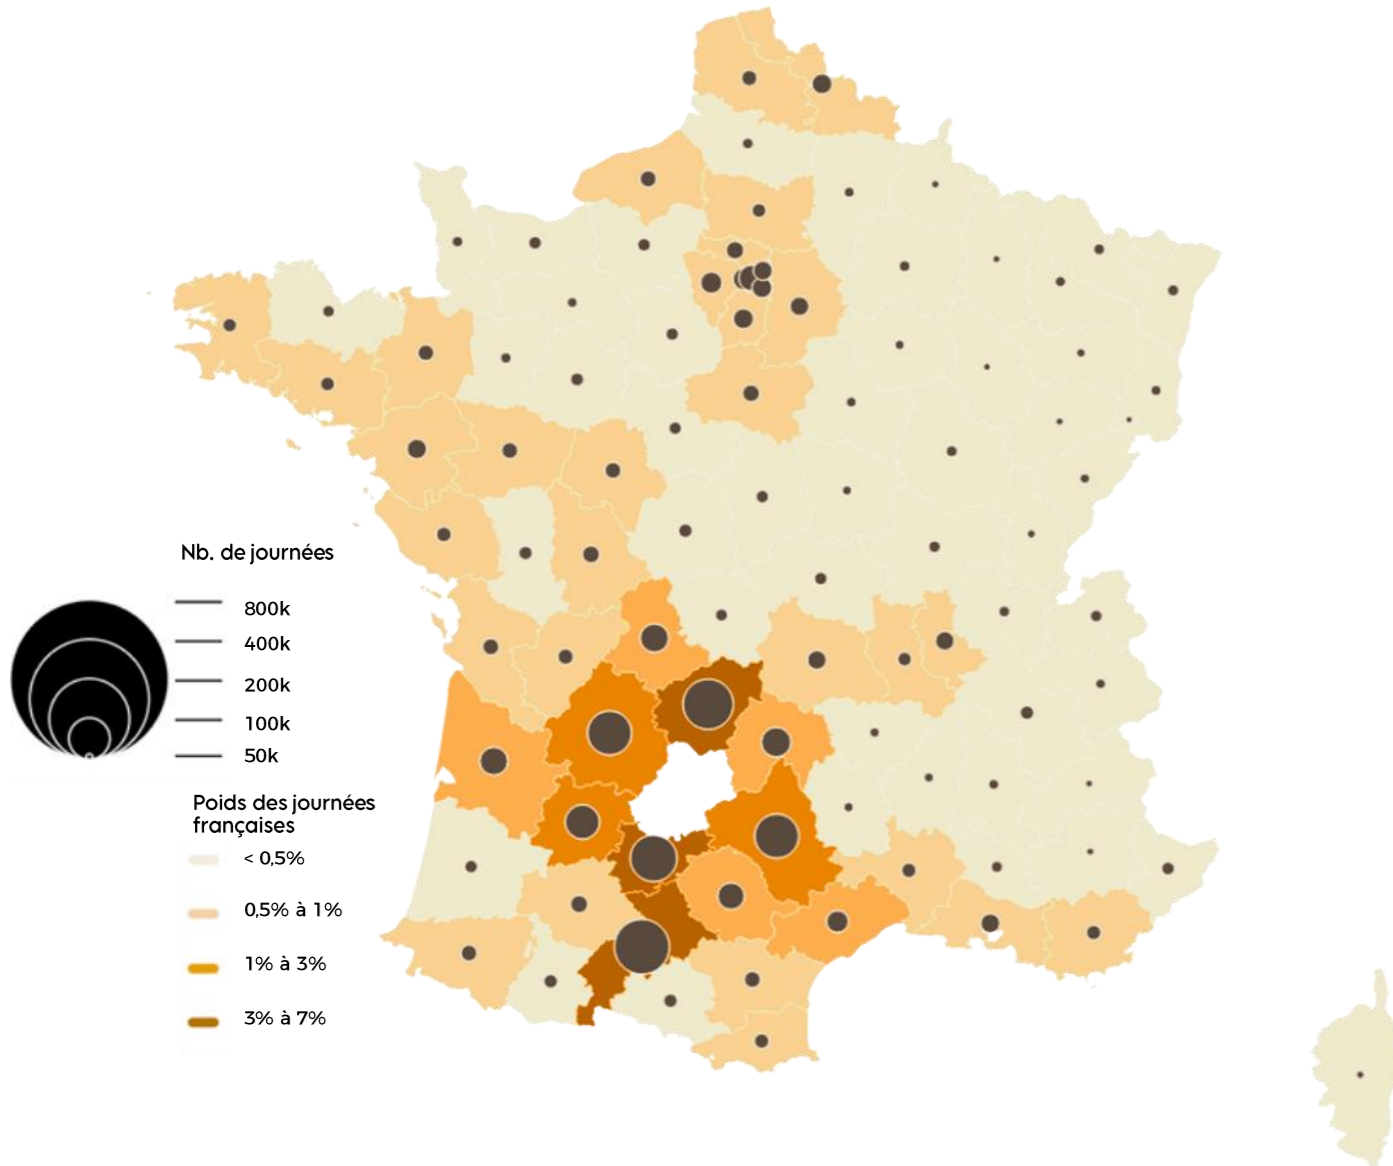 Nb. de journées
800k
400k
200k
100k
50k
Poids des journées
françaises
< 0,5%
0,5% à 1%
1% à 3%
3% à 7%